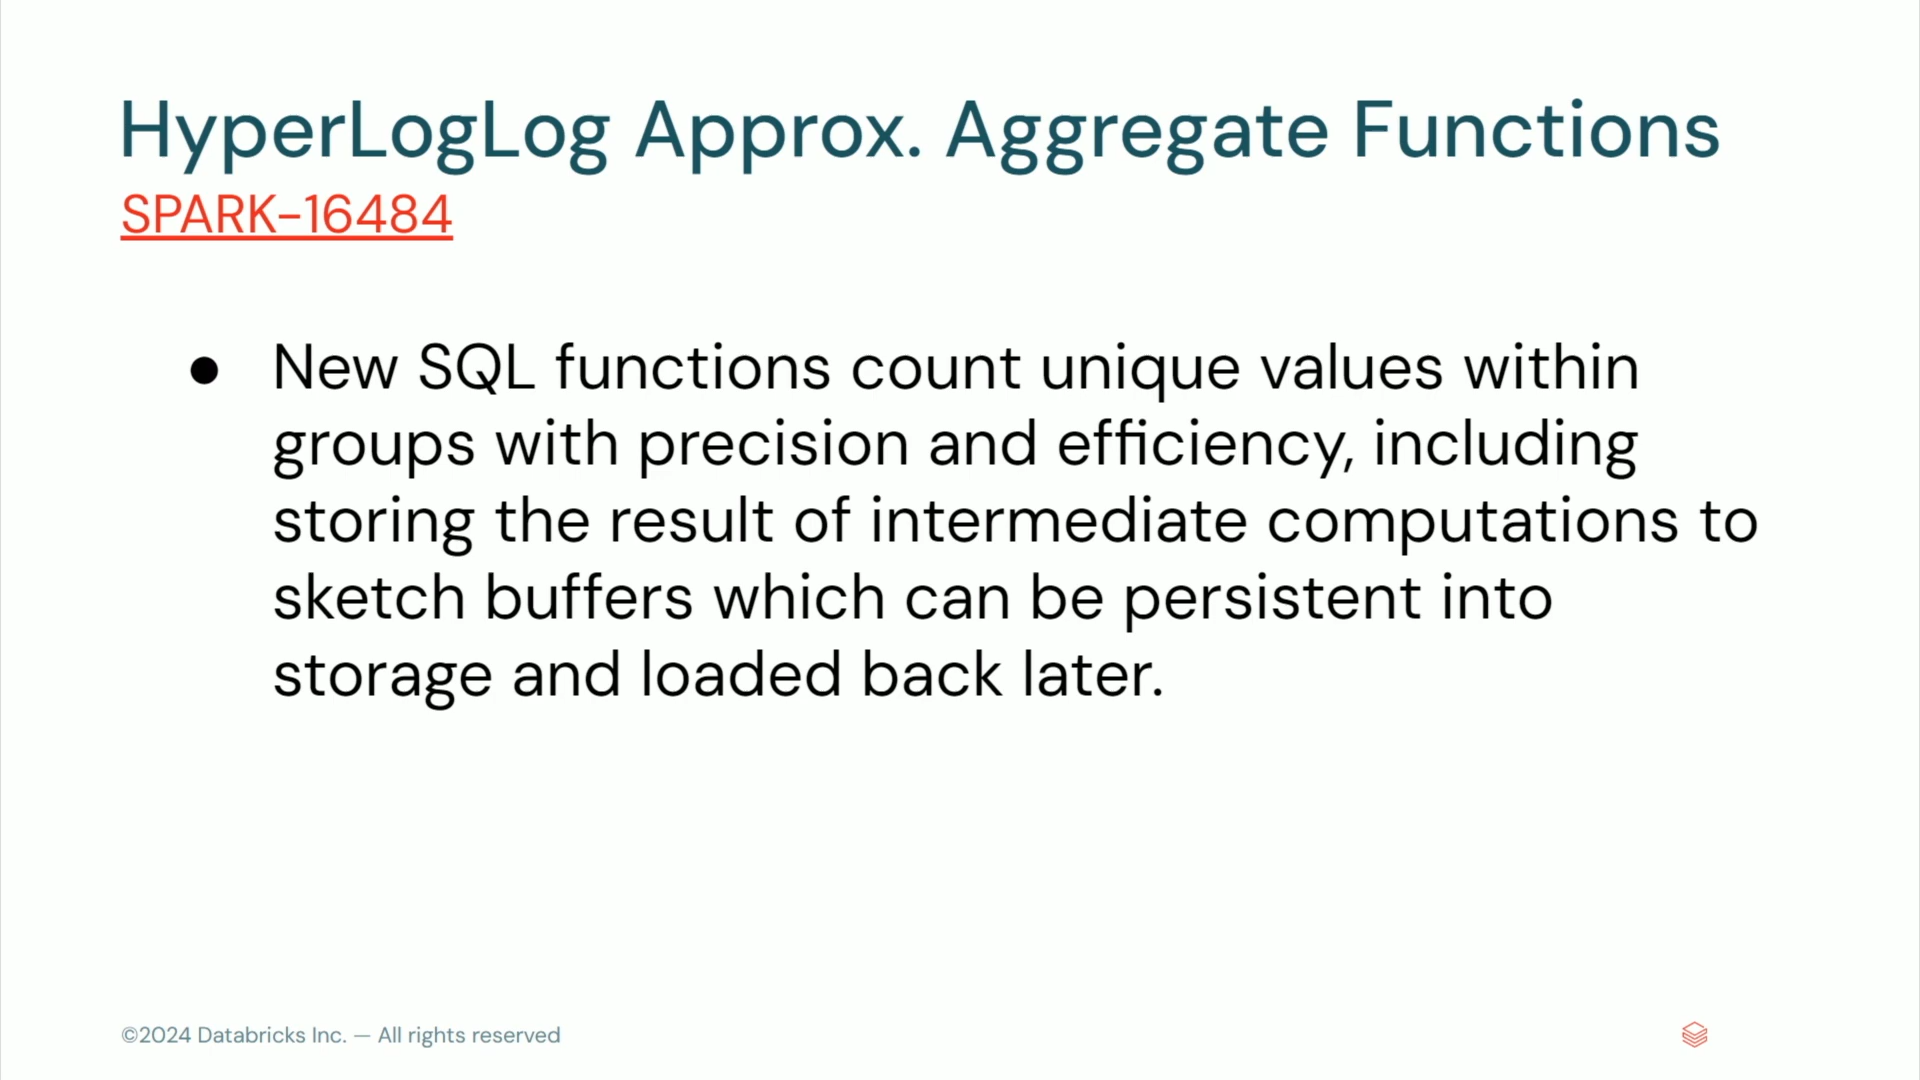 HyperLogLog Approx. Aggregate Functions
SPARK-16484
● New SQL functions count unique values within
groups with precision and efficiency, including
storing the result of intermediate computations to
sketch buffers which can be persistent into
storage and loaded back later.
©2024 Databricks Inc. — All rights reserved